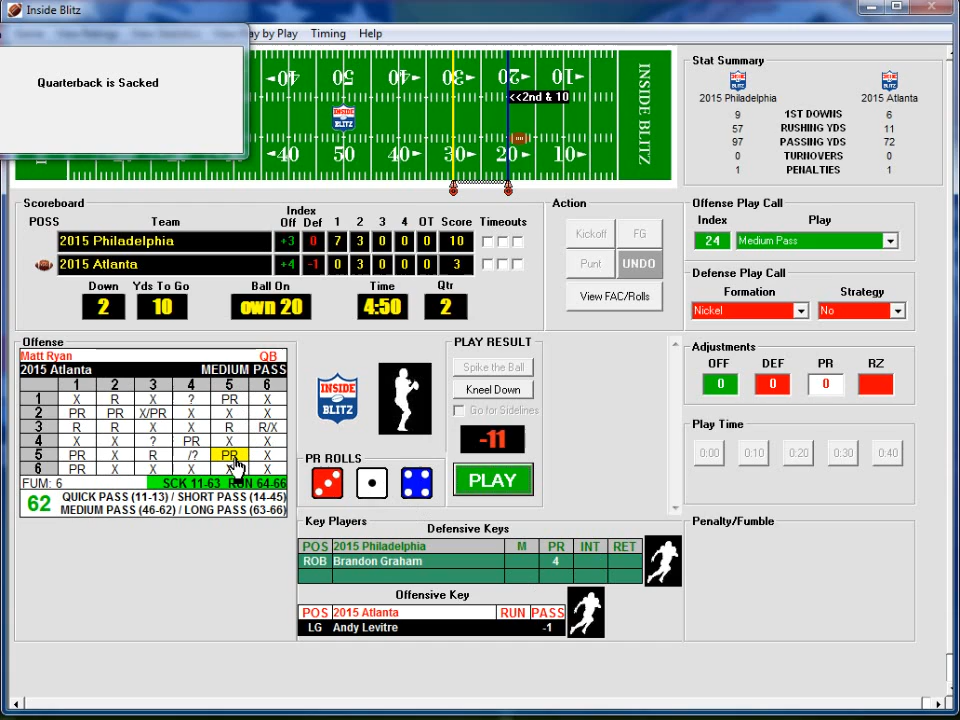 Inside Blitz
ay by Play Timing Help
Quarterback is Sacked
40 50 40 30 20 10
<<2nd & 10
INSIDE BLITZ
40 50 40 30 20 10
INSIDE BLITZ
Stat Summary
2015 Philadelphia 2015 Atlanta
9 1ST DOWNS 6
57 RUSHING YDS 11
97 PASSING YDS 72
0 TURNOVERS 0
1 PENALTIES 1
Scoreboard
POSS Team Index Off Def 1 2 3 4 OT Score Timeouts
2015 Philadelphia +3 0 7 3 0 0 0 10
2015 Atlanta +4 -1 0 3 0 0 0 3
Down Yds To Go Ball On Time Qtr
2 10 own 20 4:50 2
Action
Kickoff FG
Punt UNDO
View FAC/Rolls
Offense Play Call
Index Play
24 Medium Pass
Defense Play Call
Formation Strategy
Nickel No
Offense
Matt Ryan QB
2015 Atlanta MEDIUM PASS
1 2 3 4 5 6
1 X R X ? PR X
2 PR PR X/PR X X X
3 R R X X R R/X
4 X X ? PR X X
5 PR X R /? PR X
6 PR X X X X
FUM: 6 SCK 11-63 RUN 64-66
62 QUICK PASS (11-13) / SHORT PASS (14-45)
MEDIUM PASS (46-62) / LONG PASS (63-66)
INSIDE BLITZ
PR ROLLS
PLAY RESULT
Spike the Ball
Kneel Down
Go for Sidelines
-11
PLAY
Adjustments
OFF DEF PR RZ
0 0 0
Play Time
0:00 0:10 0:20 0:30 0:40
Key Players
Defensive Keys
POS 2015 Philadelphia M PR INT RET
ROB Brandon Graham 4
Offensive Key
POS 2015 Atlanta RUN PASS
LG Andy Levitre -1
Penalty/Fumble